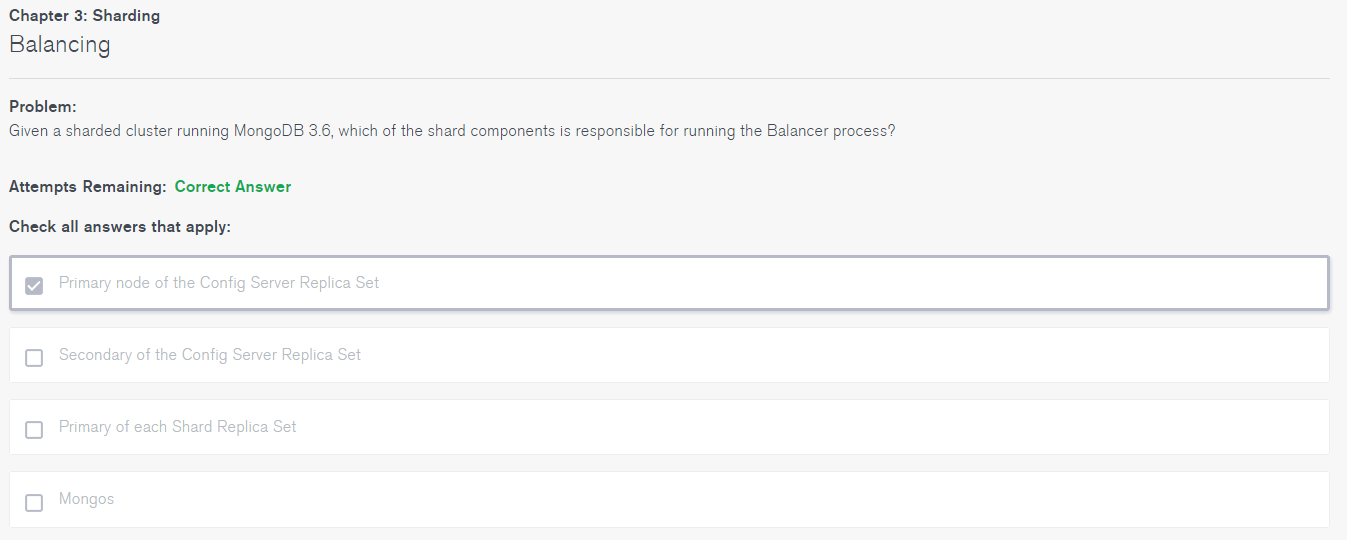 Chapter 3: Sharding
Balancing
Problem:
Given a sharded cluster running MongoDB 3.6, which of the shard components is responsible for running the Balancer process?
Attempts Remaining: Correct Answer
Check all answers that apply:
Primary node of the Config Server Replica Set
Secondary of the Config Server Replica Set
Primary of each Shard Replica Set
Mongos